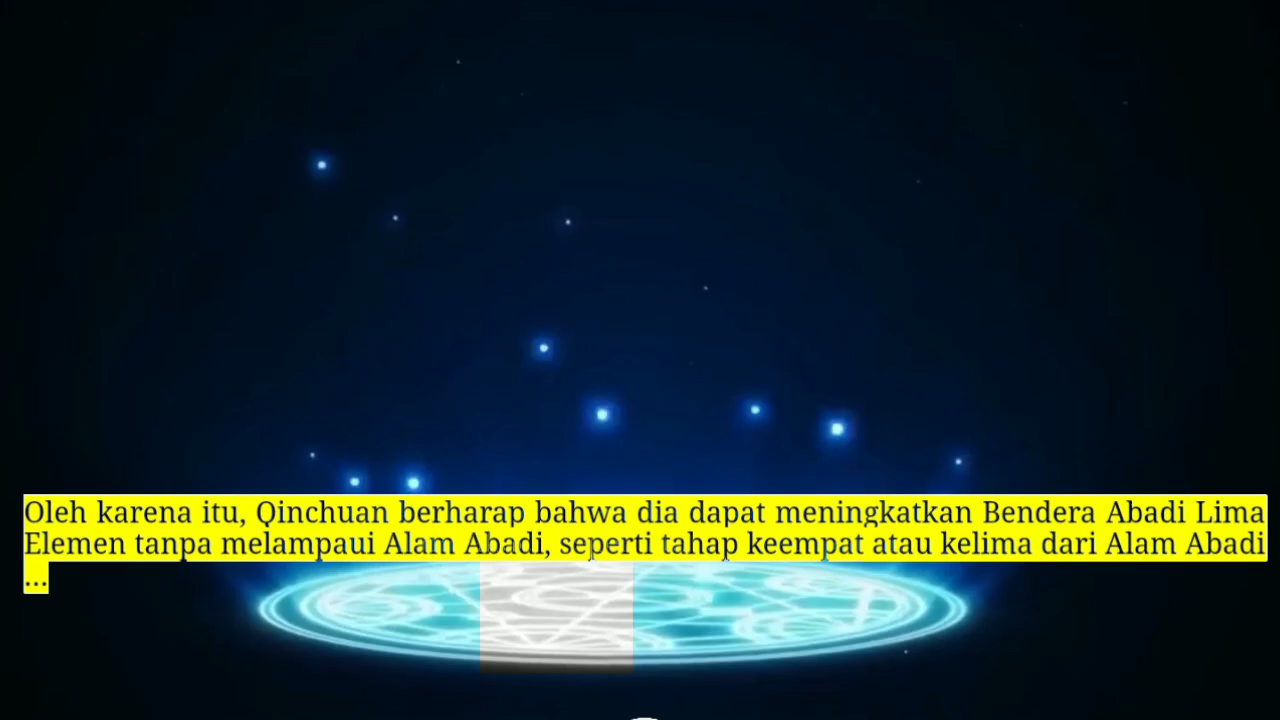 Oleh karena itu, Qinchuan berharap bahwa dia dapat meningkatkan Bendera Abadi Lima
Elemen tanpa melampaui Alam Abadi, seperti tahap keempat atau kelima dari Alam Abadi
...